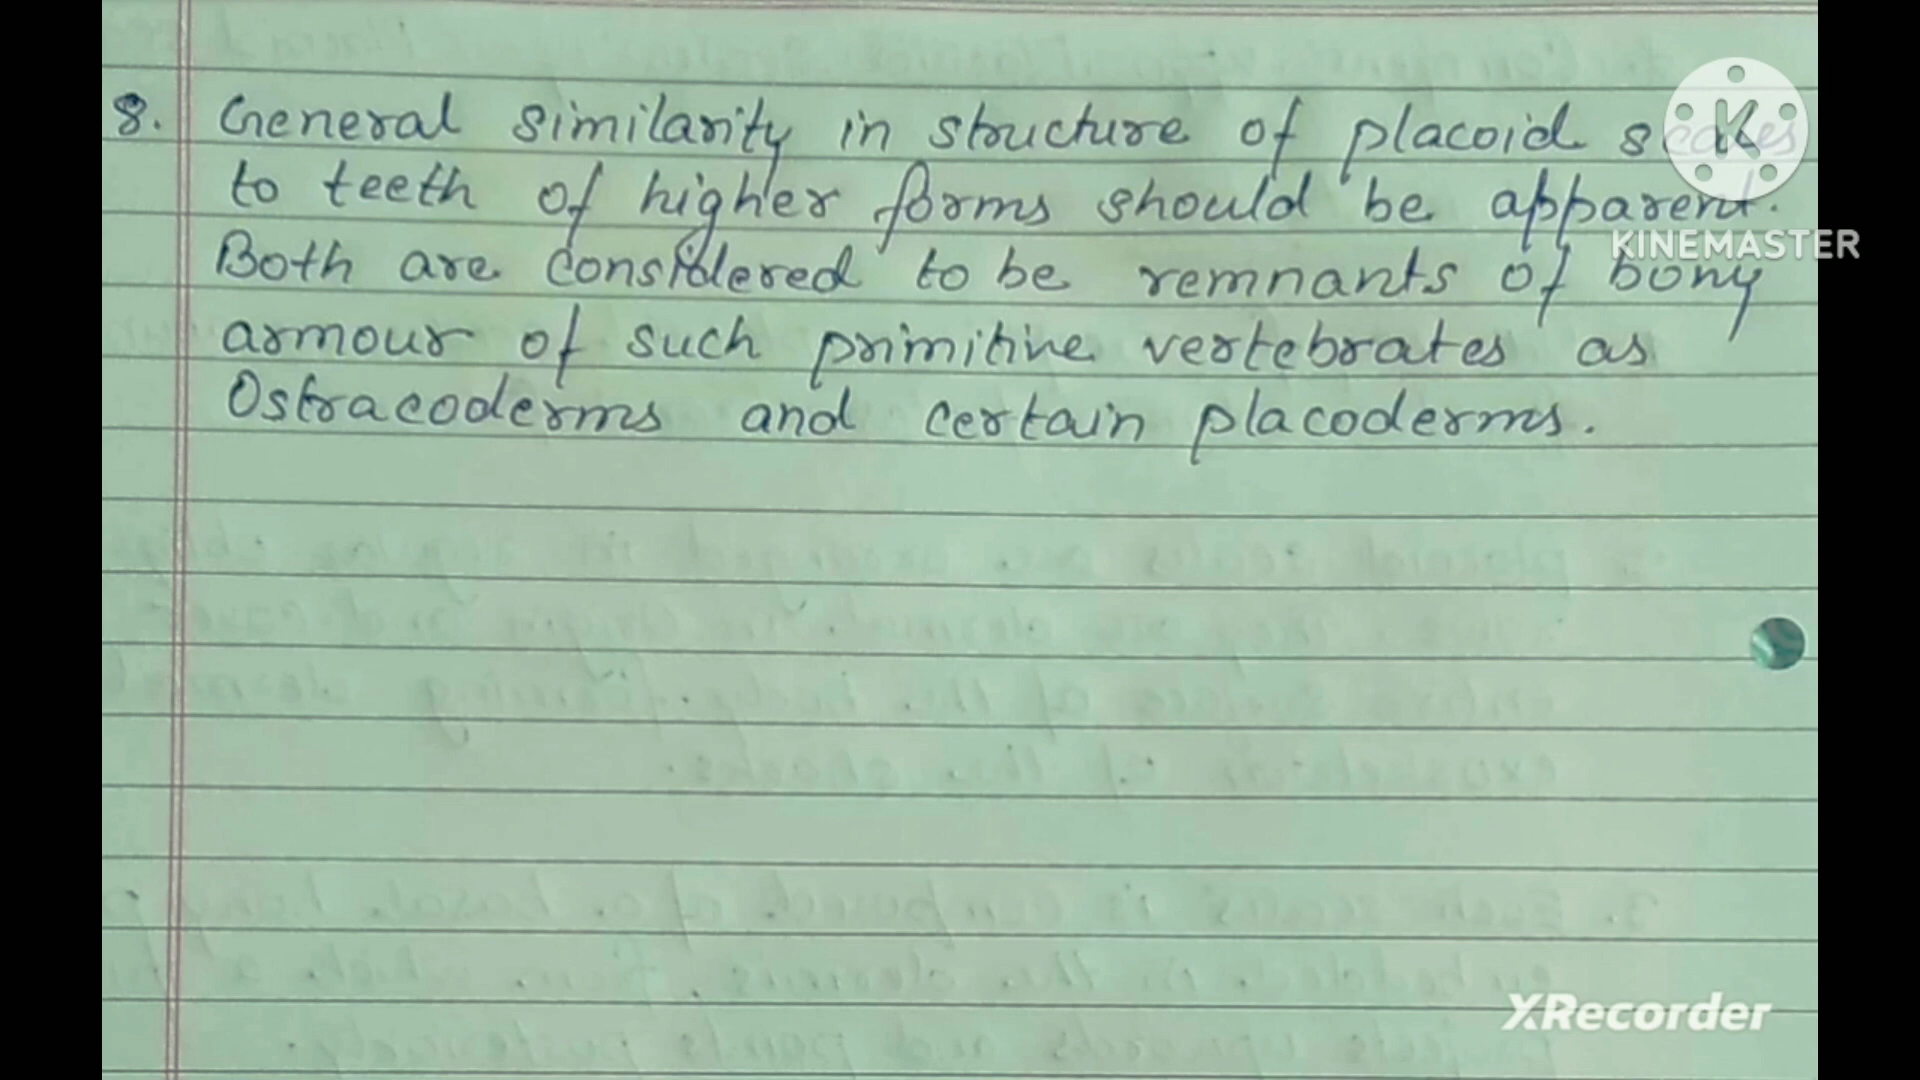 8. General similarity in structure of placoid scales
to teeth of higher forms should be apparent.
Both are considered to be remnants of bony
armour of such primitive vertebrates as
Ostracoderms and certain placoderms.
K
KINEMASTER
XRecorder